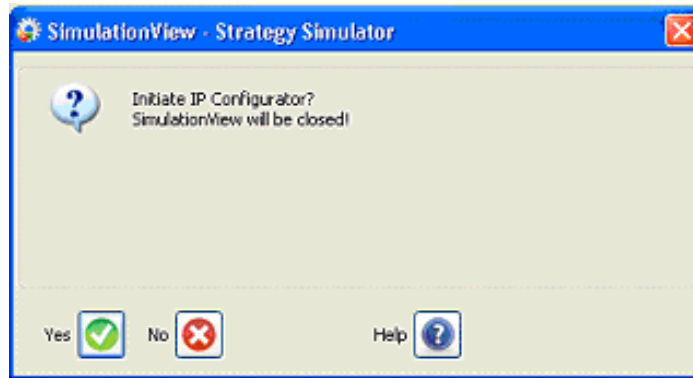 SimulationView - Strategy Simulator
Initiate IP Configurator?
SimulationView will be closed!
Yes No Help